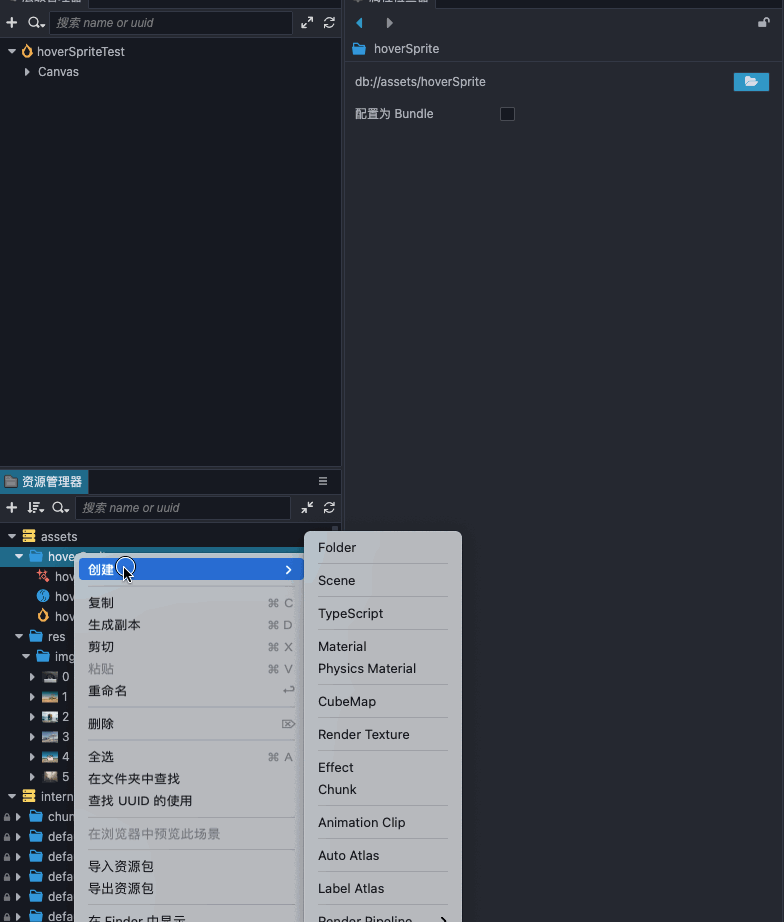 搜索 name or uuid
hoverSpriteTest
Canvas
hoverSprite
db://assets/hoverSprite
配置为 Bundle
资源管理器
搜索 name or uuid
assets
hov
hov
hov
res
img
0
1
2
3
4
5
intern
chun
defa
defa
defa
defa
defa
创建
复制 ⌘ C
生成副本 ⌘ D
剪切 ⌘ X
粘贴 ⌘ V
重命名
删除
全选 ⌘ A
在文件夹中查找
查找 UUID 的使用
在浏览器中预览此场景
导入资源包
导出资源包
在 Finder 中显示
Folder
Scene
TypeScript
Material
Physics Material
CubeMap
Render Texture
Effect
Chunk
Animation Clip
Auto Atlas
Label Atlas
Render Pipeline